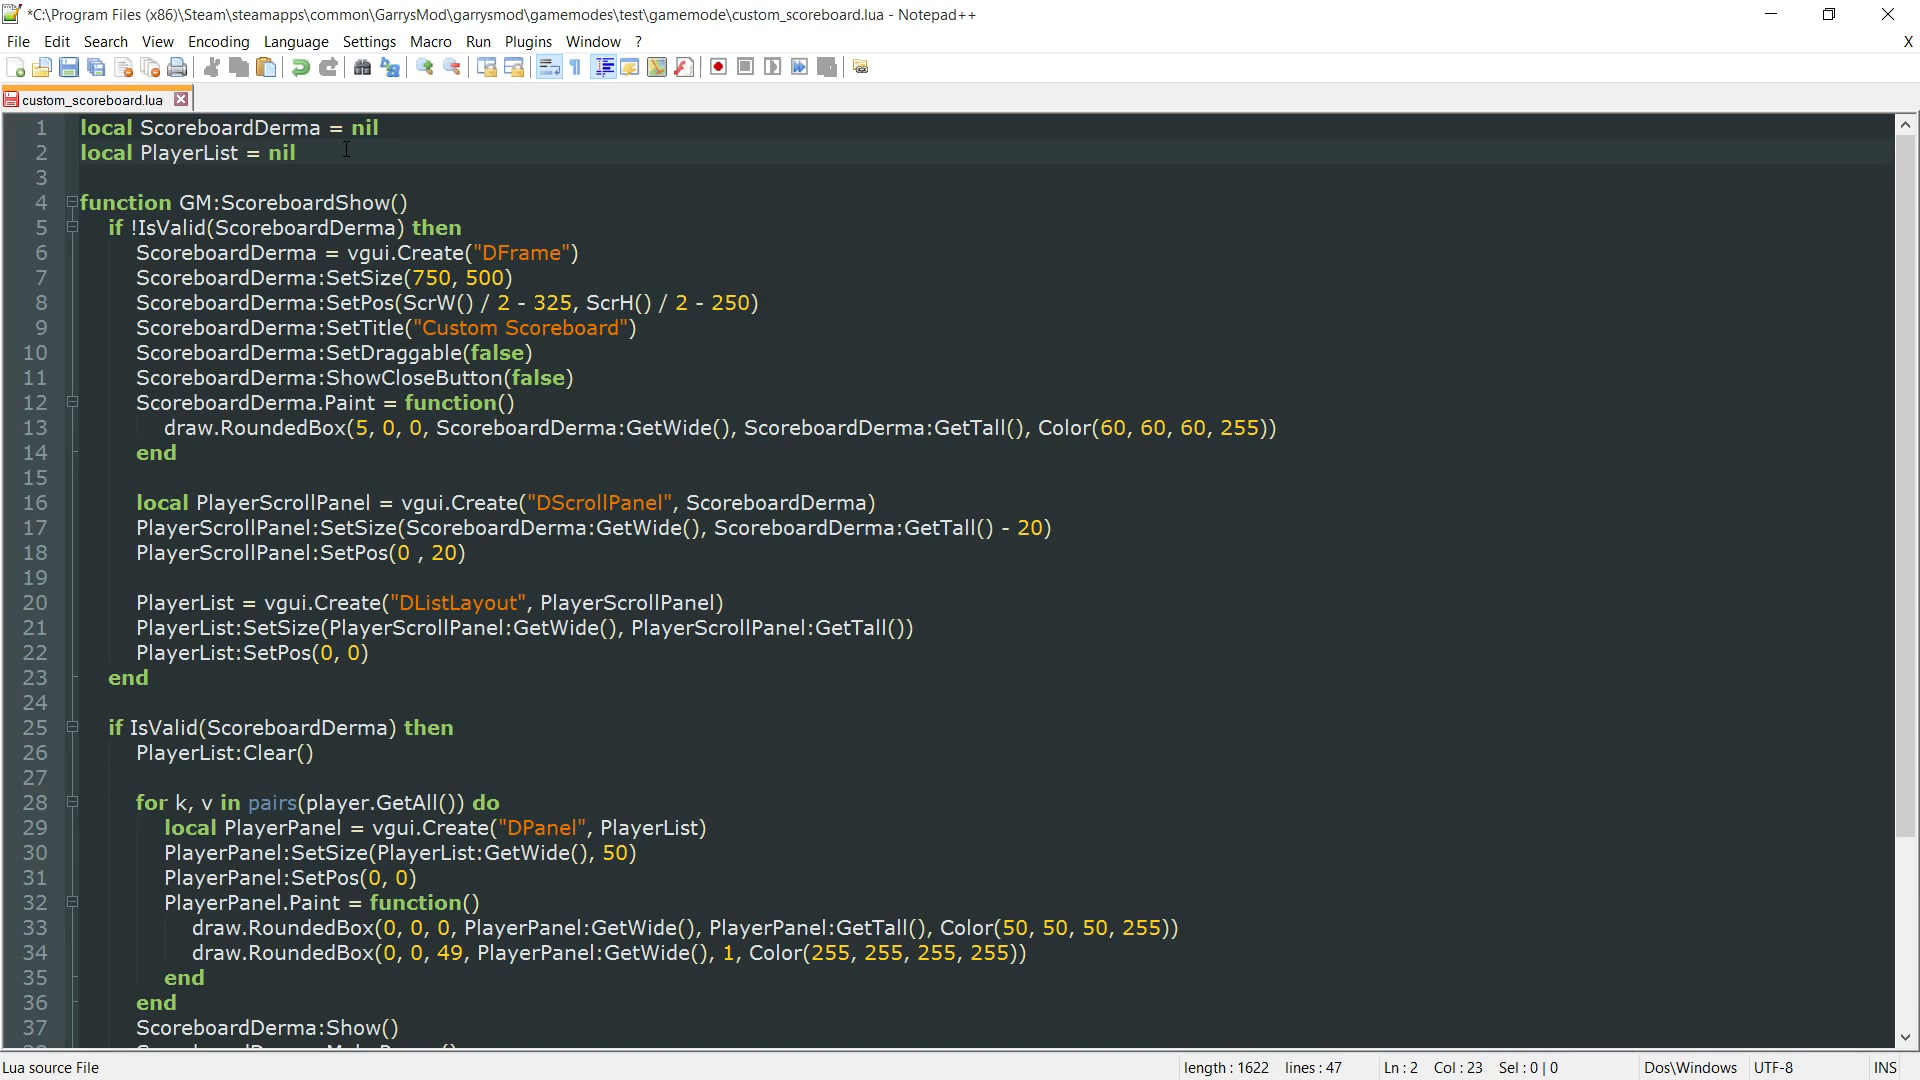 *C:\Program Files (x86)\Steam\steamapps\common\GarrysMod\garrysmod\gamemodes\test\gamemode\custom_scoreboard.lua - Notepad++
File Edit Search View Encoding Language Settings Macro Run Plugins Window ? X
custom_scoreboard.lua
1 local ScoreboardDerma = nil
2 local PlayerList = nil
3
4 function GM:ScoreboardShow()
5 if !IsValid(ScoreboardDerma) then
6 ScoreboardDerma = vgui.Create("DFrame")
7 ScoreboardDerma:SetSize(750, 500)
8 ScoreboardDerma:SetPos(ScrW() / 2 - 325, ScrH() / 2 - 250)
9 ScoreboardDerma:SetTitle("Custom Scoreboard")
10 ScoreboardDerma:SetDraggable(false)
11 ScoreboardDerma:ShowCloseButton(false)
12 ScoreboardDerma.Paint = function()
13 draw.RoundedBox(5, 0, 0, ScoreboardDerma:GetWide(), ScoreboardDerma:GetTall(), Color(60, 60, 60, 255))
14 end
15
16 local PlayerScrollPanel = vgui.Create("DScrollPanel", ScoreboardDerma)
17 PlayerScrollPanel:SetSize(ScoreboardDerma:GetWide(), ScoreboardDerma:GetTall() - 20)
18 PlayerScrollPanel:SetPos(0 , 20)
19
20 PlayerList = vgui.Create("DListLayout", PlayerScrollPanel)
21 PlayerList:SetSize(PlayerScrollPanel:GetWide(), PlayerScrollPanel:GetTall())
22 PlayerList:SetPos(0, 0)
23 end
24
25 if IsValid(ScoreboardDerma) then
26 PlayerList:Clear()
27
28 for k, v in pairs(player.GetAll()) do
29 local PlayerPanel = vgui.Create("DPanel", PlayerList)
30 PlayerPanel:SetSize(PlayerList:GetWide(), 50)
31 PlayerPanel:SetPos(0, 0)
32 PlayerPanel.Paint = function()
33 draw.RoundedBox(0, 0, 0, PlayerPanel:GetWide(), PlayerPanel:GetTall(), Color(50, 50, 50, 255))
34 draw.RoundedBox(0, 0, 49, PlayerPanel:GetWide(), 1, Color(255, 255, 255, 255))
35 end
36 end
37 ScoreboardDerma:Show()
Lua source File length : 1622 lines : 47 Ln : 2 Col : 23 Sel : 0 | 0 Dos\Windows UTF-8 INS